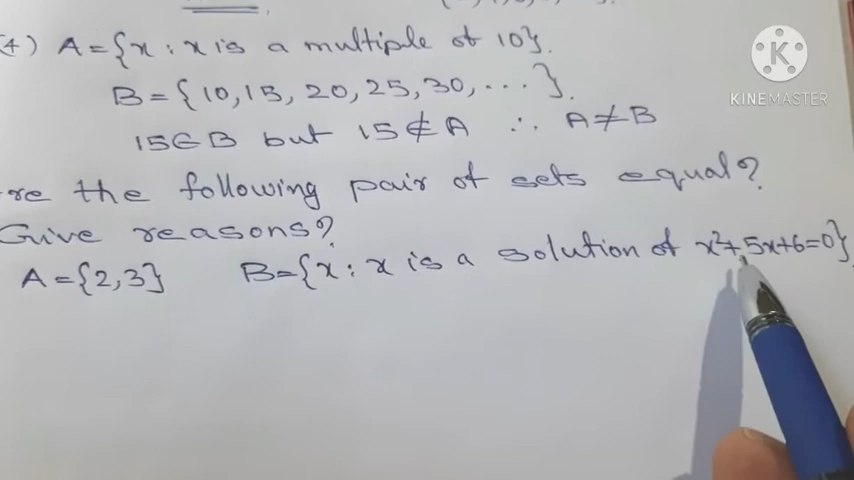 (4) A={x : x is a multiple of 10}.
B={10,15,20,25,30,...}.
15∈B but 15∉A ∴ A≠B
re the following pair of sets equal?
Give reasons?
A={2,3} B={x : x is a solution of x²+5x+6=0}
K
KINEMASTER